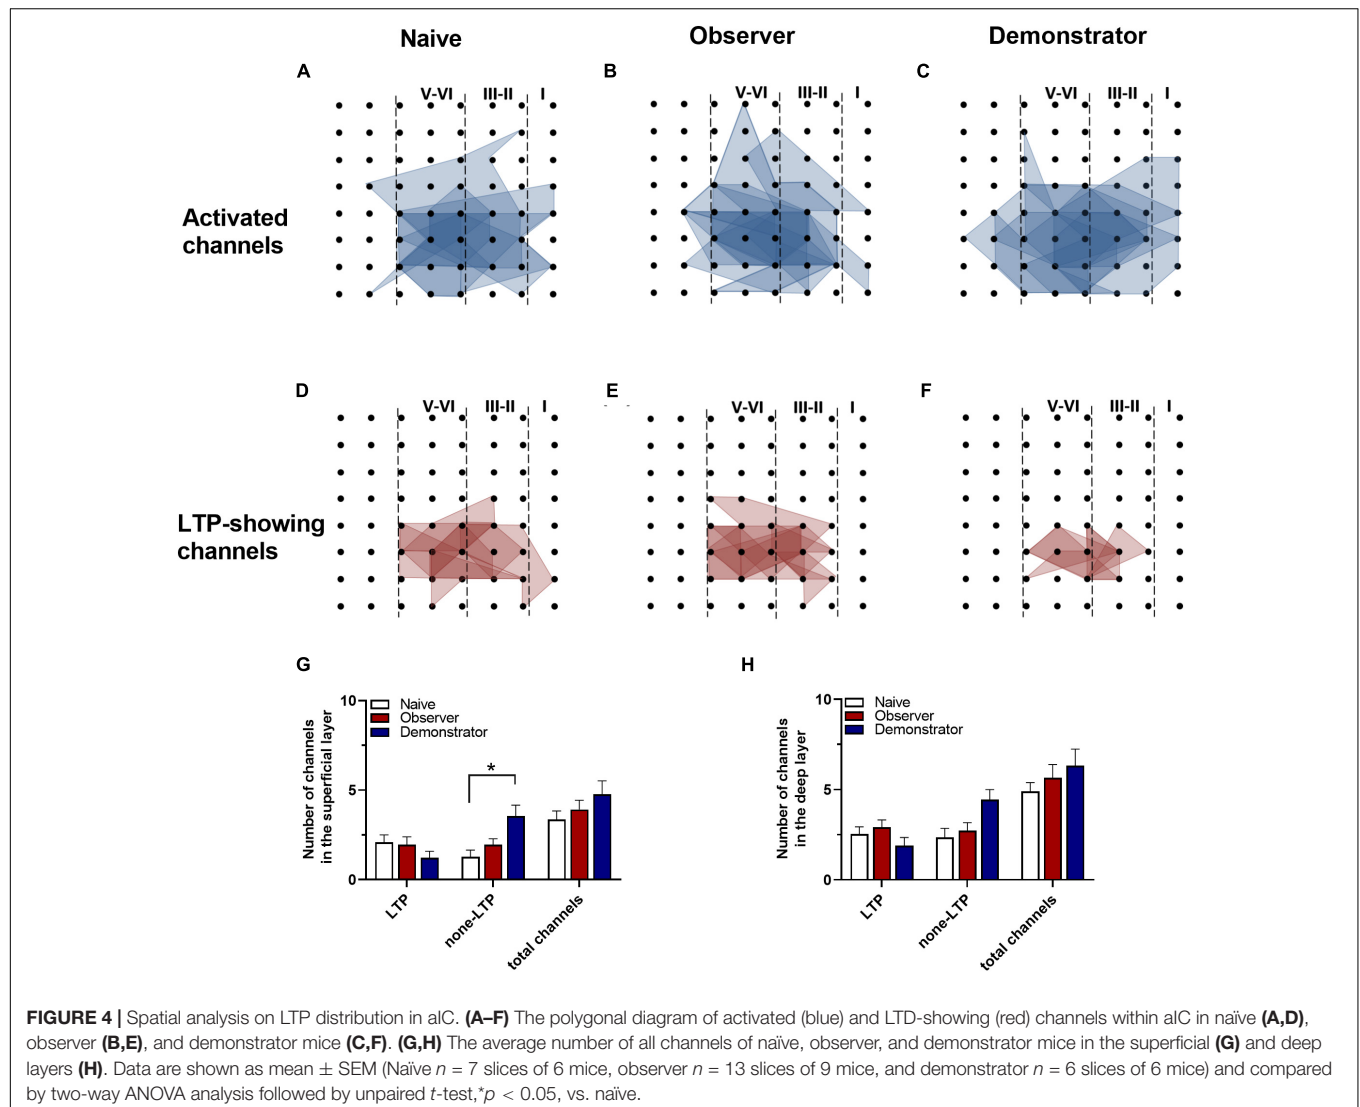 Naive Observer Demonstrator
A B C
V-VI III-II I V-VI III-II I V-VI III-II I
Activated
channels
D E F
V-VI III-II I V-VI III-II I V-VI III-II I
LTP-showing
channels
G H
Number of channels
in the superficial layer
10
5
0
Naive
Observer
Demonstrator
*
LTP
none-LTP
total channels
Number of channels
in the deep layer
10
5
0
Naive
Observer
Demonstrator
LTP
none-LTP
total channels
FIGURE 4 | Spatial analysis on LTP distribution in aIC. (A–F) The polygonal diagram of activated (blue) and LTD-showing (red) channels within aIC in naïve (A,D),
observer (B,E), and demonstrator mice (C,F). (G,H) The average number of all channels of naïve, observer, and demonstrator mice in the superficial (G) and deep
layers (H). Data are shown as mean ± SEM (Naïve n = 7 slices of 6 mice, observer n = 13 slices of 9 mice, and demonstrator n = 6 slices of 6 mice) and compared
by two-way ANOVA analysis followed by unpaired t-test,*p < 0.05, vs. naïve.